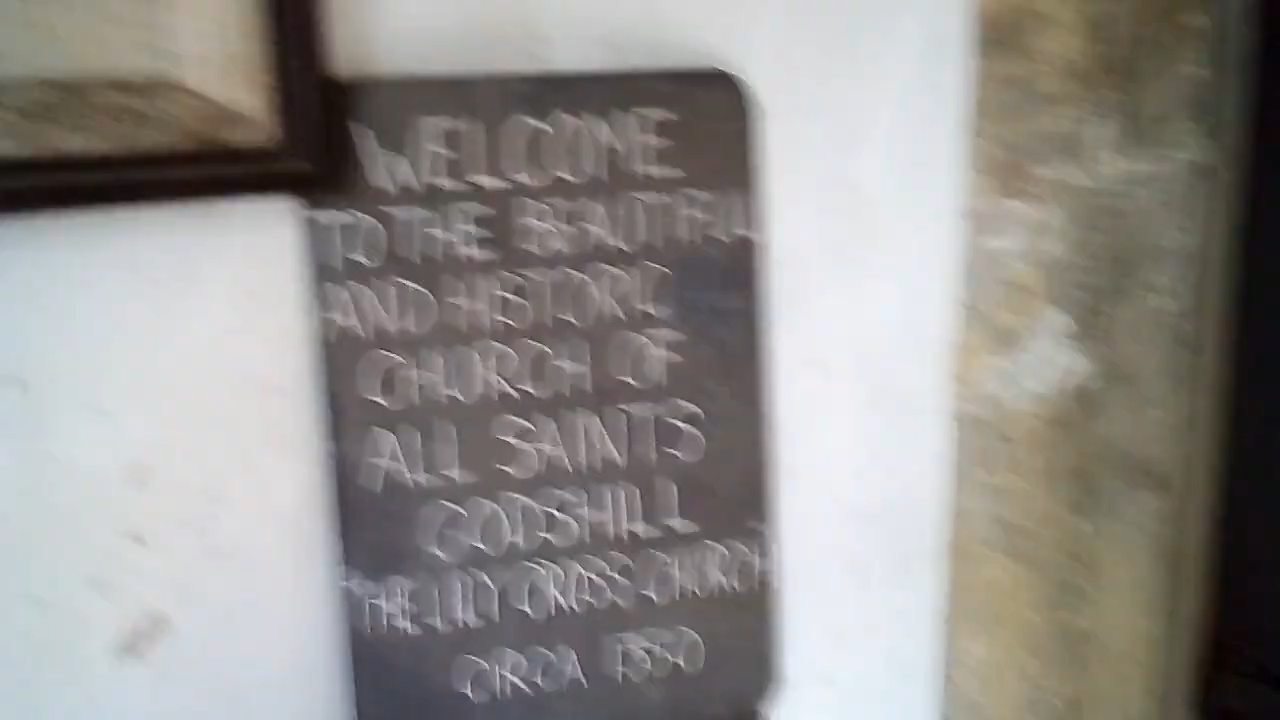 WELCOME
TO THE BEAUTIFUL
AND HISTORIC
CHURCH OF
ALL SAINTS
GODSHILL
THE LILY CROSS CHURCH
CIRCA